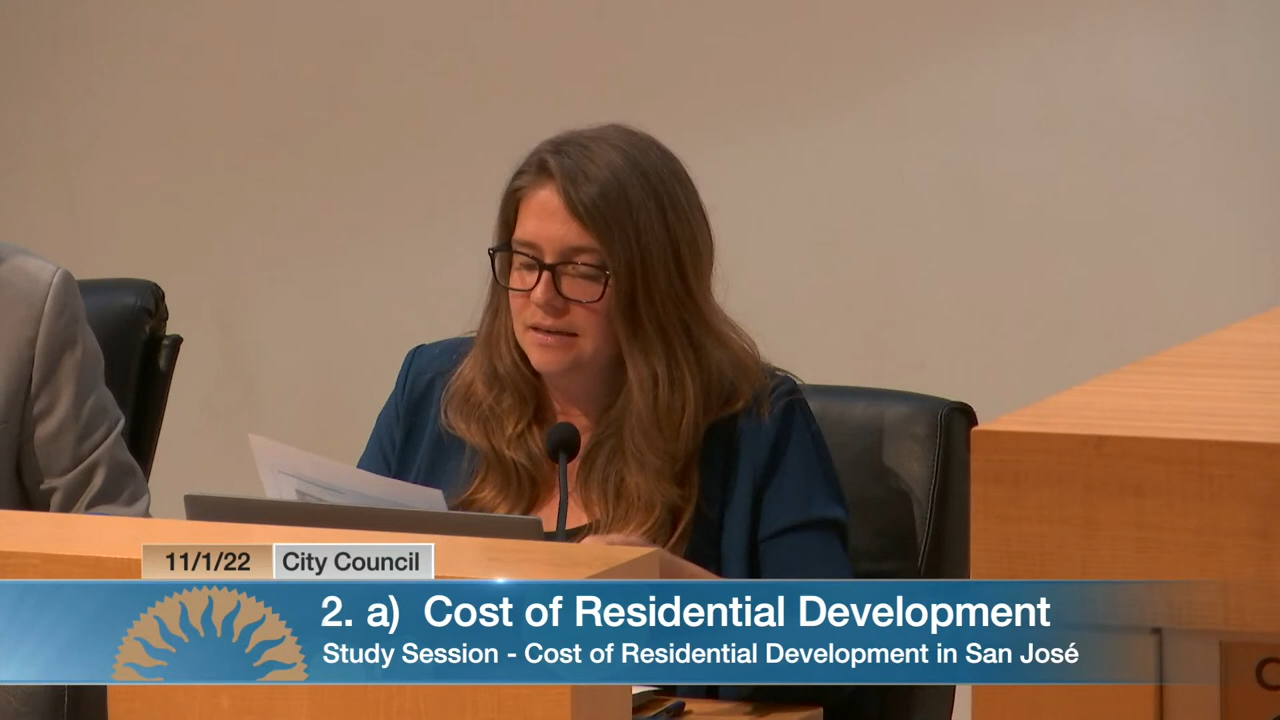 11/1/22 City Council
2. a) Cost of Residential Development
Study Session - Cost of Residential Development in San José